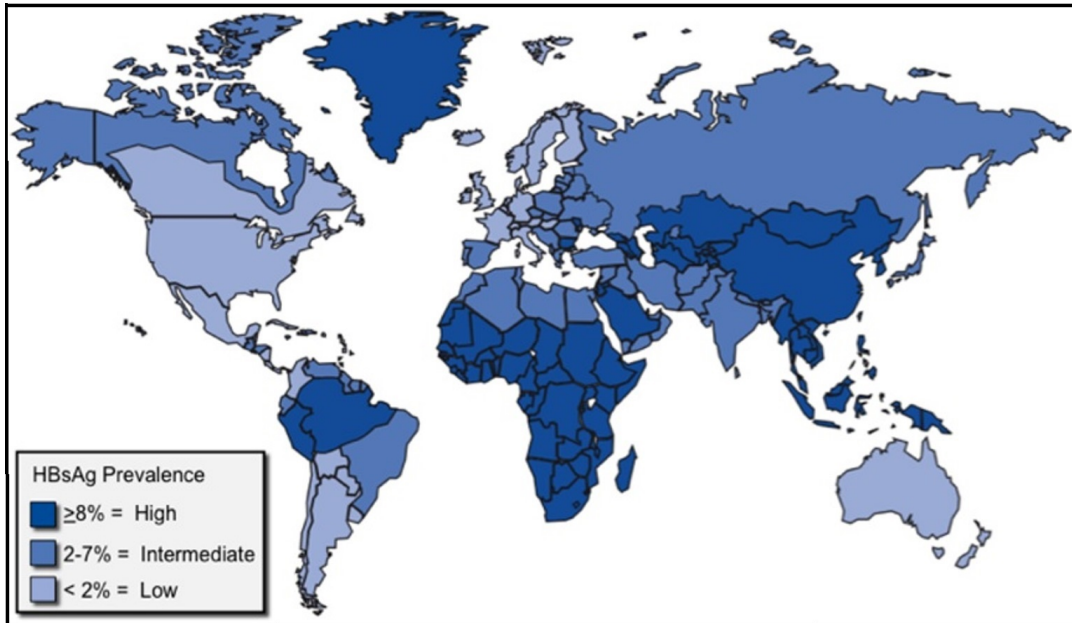 HBsAg Prevalence
≥8% = High
2-7% = Intermediate
< 2% = Low